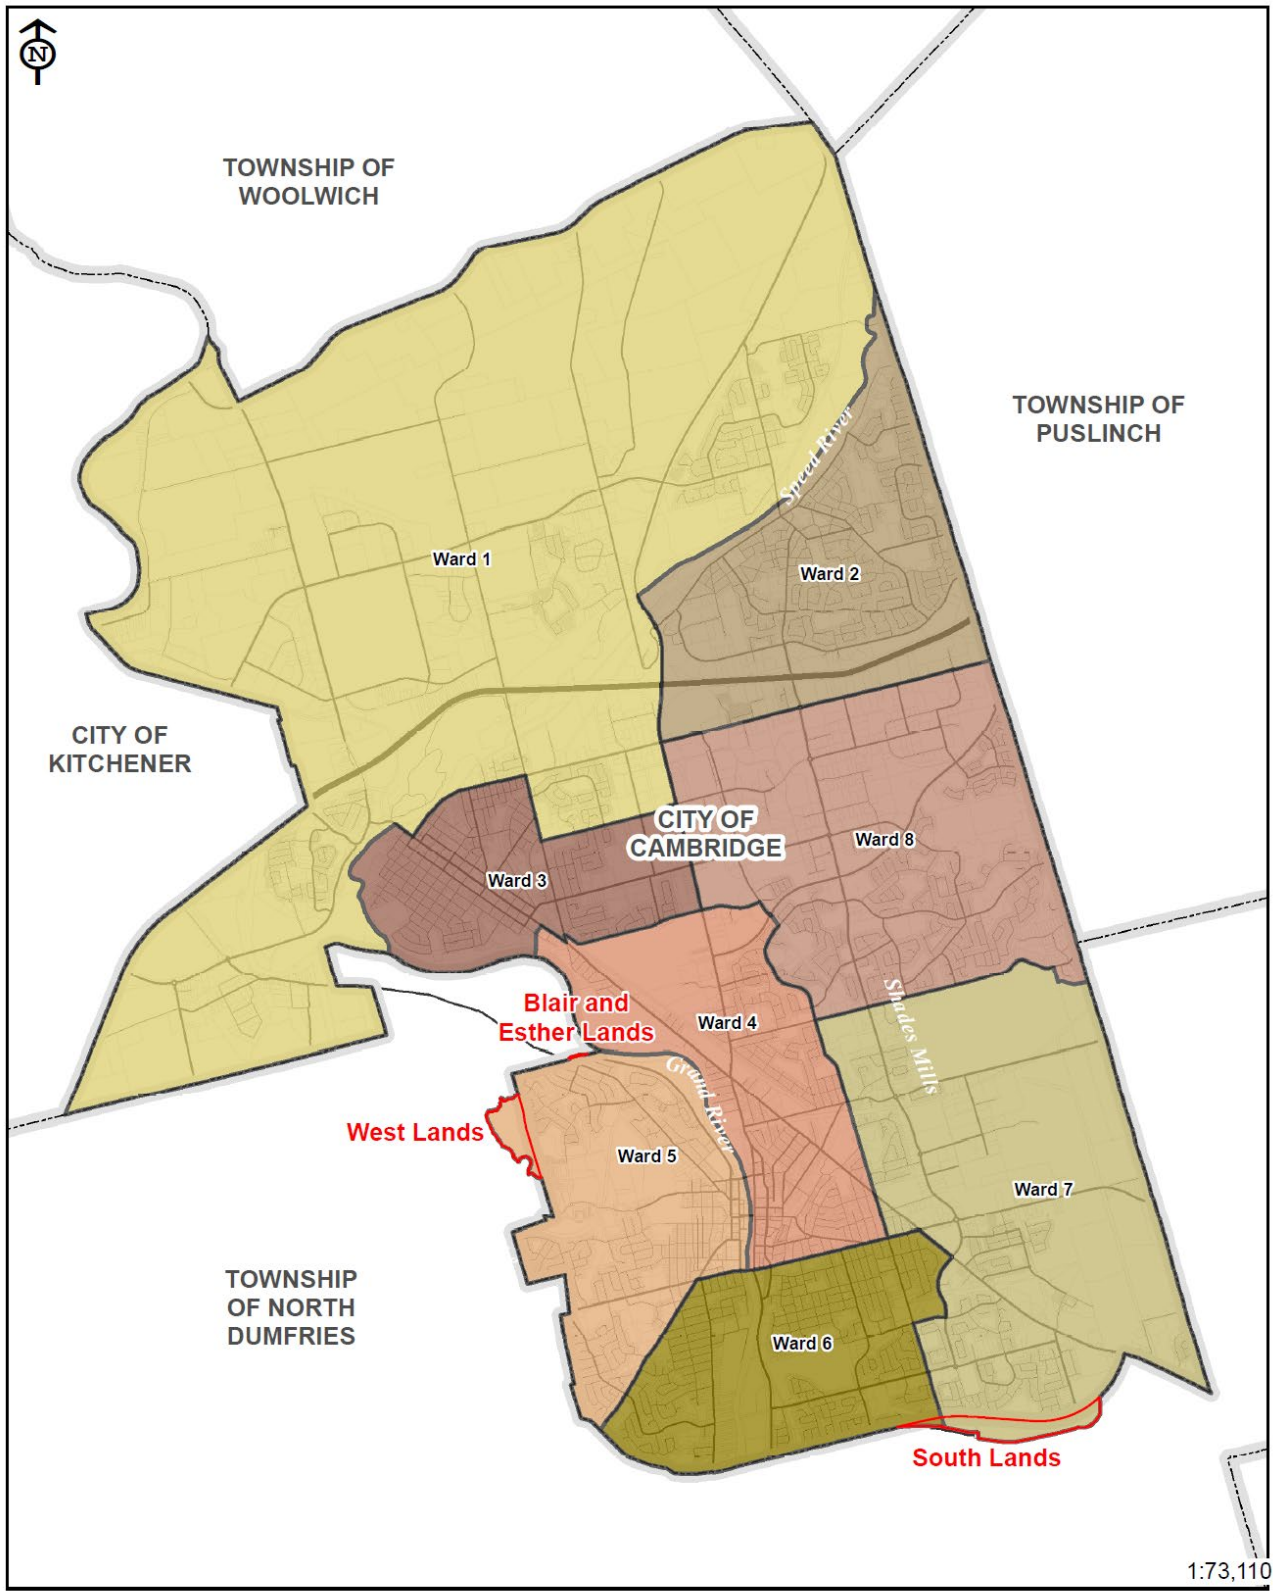 N
TOWNSHIP OF
WOOLWICH
TOWNSHIP OF
PUSLINCH
Speed River
Ward 1
Ward 2
CITY OF
KITCHENER
CITY OF
CAMBRIDGE
Ward 8
Ward 3
Blair and
Esther Lands
Ward 4
Shades Mills
Grand River
West Lands
Ward 5
Ward 7
TOWNSHIP
OF NORTH
DUMFRIES
Ward 6
South Lands
1:73,110